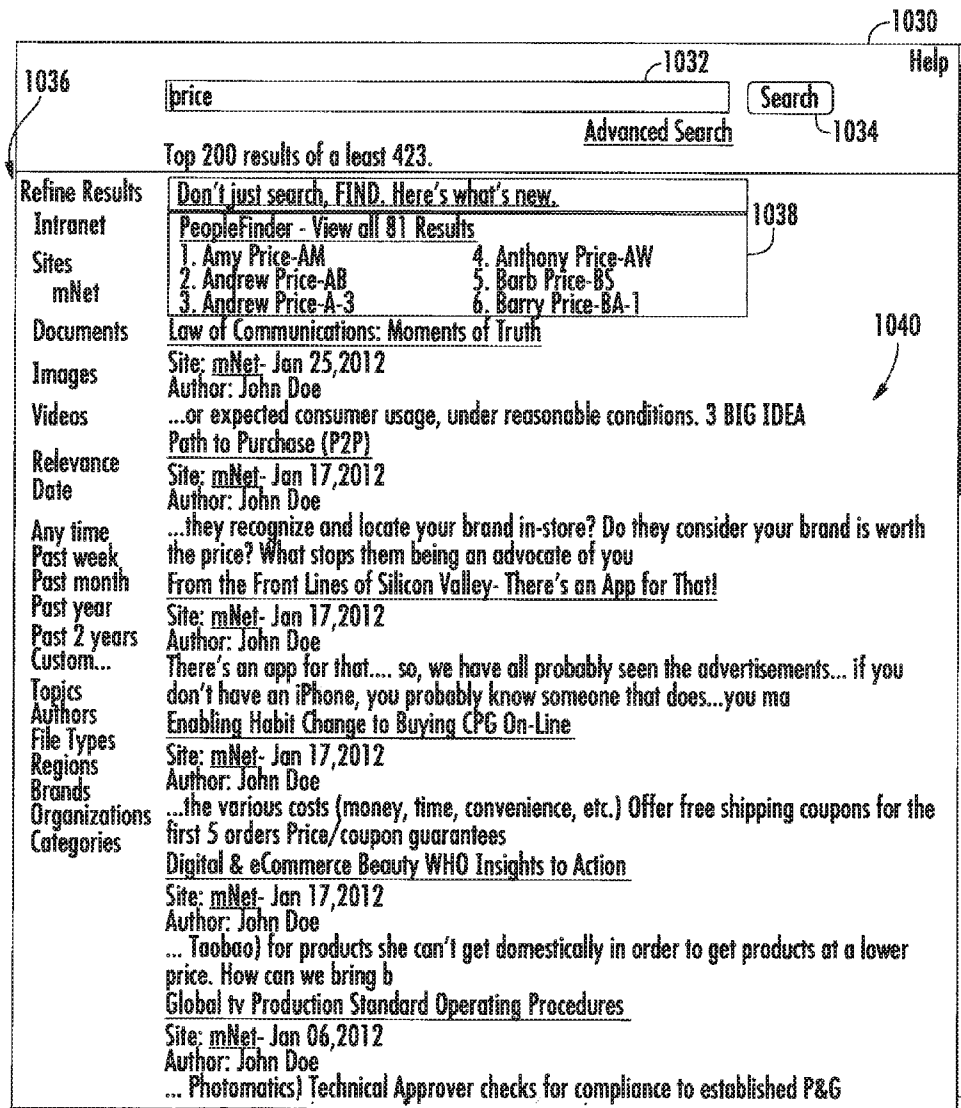 1030
Help
1036
1032
price
Search
Advanced Search
1034
Top 200 results of a least 423.
Refine Results
Intranet
Sites
mNet
Documents
Images
Videos
Relevance
Date
Any time
Past week
Past month
Past year
Past 2 years
Custom...
Topics
Authors
File Types
Regions
Brands
Organizations
Categories
Don't just search, FIND. Here's what's new.
PeopleFinder - View all 81 Results
1. Amy Price-AM
2. Andrew Price-AB
3. Andrew Price-A-3
4. Anthony Price-AW
5. Barb Price-BS
6. Barry Price-BA-1
1038
1040
Law of Communications: Moments of Truth
Site: mNet- Jan 25,2012
Author: John Doe
...or expected consumer usage, under reasonable conditions. 3 BIG IDEA
Path to Purchase (P2P)
Site: mNet- Jan 17,2012
Author: John Doe
...they recognize and locate your brand in-store? Do they consider your brand is worth
the price? What stops them being an advocate of you
From the Front Lines of Silicon Valley- There's an App for That!
Site: mNet- Jan 17,2012
Author: John Doe
There's an app for that.... so, we have all probably seen the advertisements... if you
don't have an iPhone, you probably know someone that does...you ma
Enabling Habit Change to Buying CPG On-Line
Site: mNet- Jan 17,2012
Author: John Doe
...the various costs (money, time, convenience, etc.) Offer free shipping coupons for the
first 5 orders Price/coupon guarantees
Digital & eCommerce Beauty WHO Insights to Action
Site: mNet- Jan 17,2012
Author: John Doe
... Taobao) for products she can't get domestically in order to get products at a lower
price. How can we bring b
Global tv Production Standard Operating Procedures
Site: mNet- Jan 06,2012
Author: John Doe
... Photomatics) Technical Approver checks for compliance to established P&G